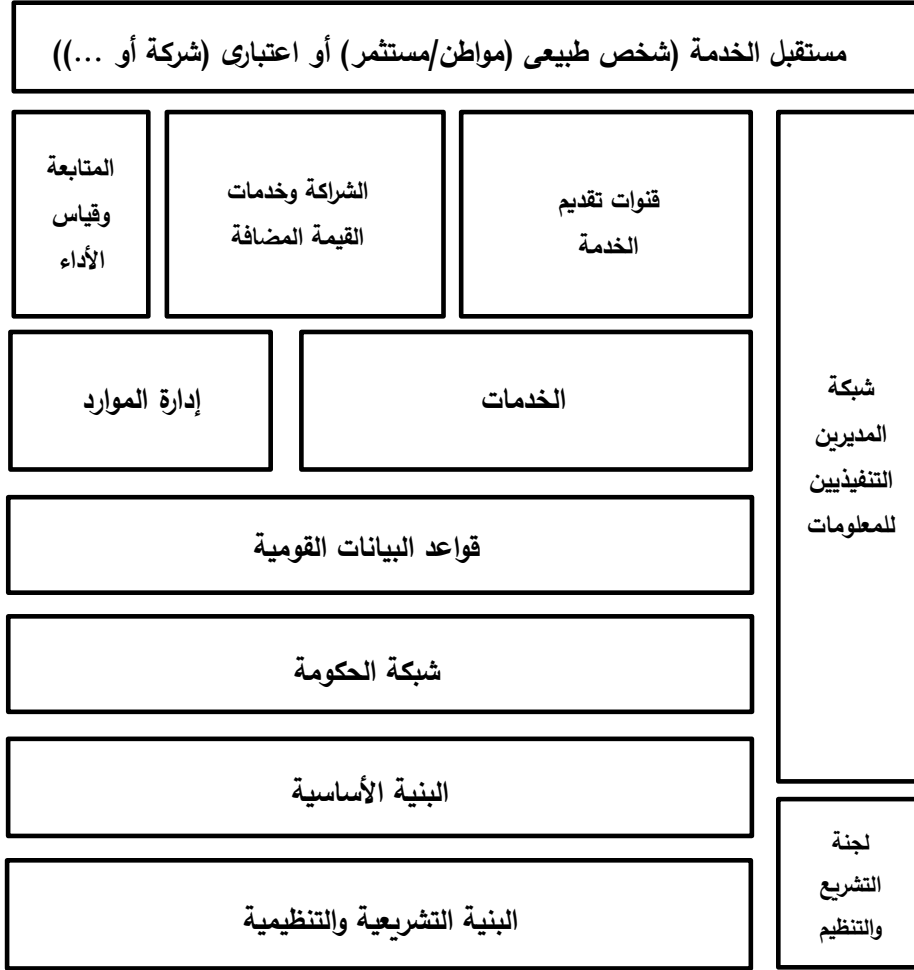 مستقبل الخدمة (شخص طبيعى (مواطن/مستثمر) أو اعتبارى (شركة أو ...))
قنوات تقديم
الخدمة
الشراكة وخدمات
القيمة المضافة
المتابعة
وقياس
الأداء
شبكة
المديرين
التنفيذيين
للمعلومات
الخدمات
إدارة الموارد
قواعد البيانات القومية
شبكة الحكومة
البنية الأساسية
لجنة
التشريع
والتنظيم
البنية التشريعية والتنظيمية